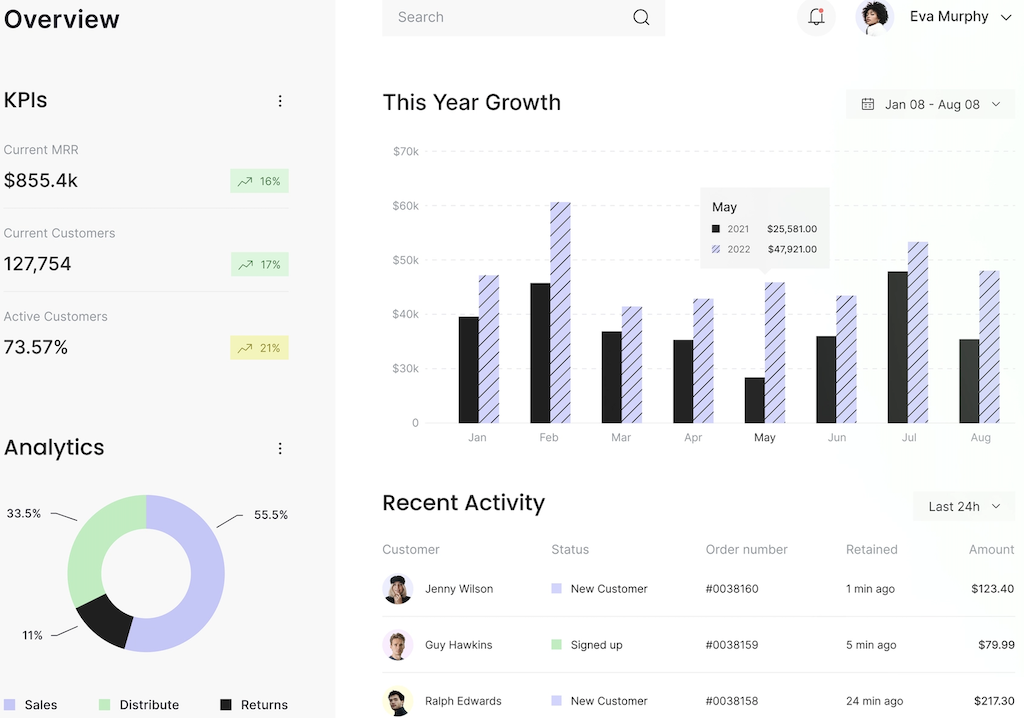 Overview
Search
Eva Murphy
KPIs
Current MRR
$855.4k
16%
Current Customers
127,754
17%
Active Customers
73.57%
21%
This Year Growth
Jan 08 - Aug 08
$70k
$60k
$50k
$40k
$30k
0
May
2021 $25,581.00
2022 $47,921.00
Jan Feb Mar Apr May Jun Jul Aug
Analytics
33.5%
55.5%
11%
Sales Distribute Returns
Recent Activity
Last 24h
Customer Status Order number Retained Amount
Jenny Wilson New Customer #0038160 1 min ago $123.40
Guy Hawkins Signed up #0038159 5 min ago $79.99
Ralph Edwards New Customer #0038158 24 min ago $217.30